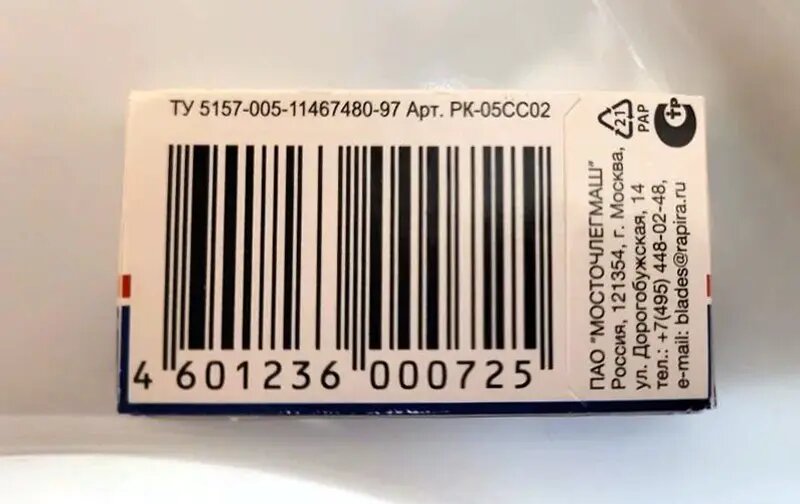 ТУ 5157-005-11467480-97 Арт. РК-05СС02
4 601236 000725
21
PAP
тр
ПАО "МОСТОЧЛЕГМАШ"
Россия, 121354, г. Москва,
ул. Дорогобужская, 14
тел.: +7(495) 448-02-48,
e-mail: blades@rapira.ru